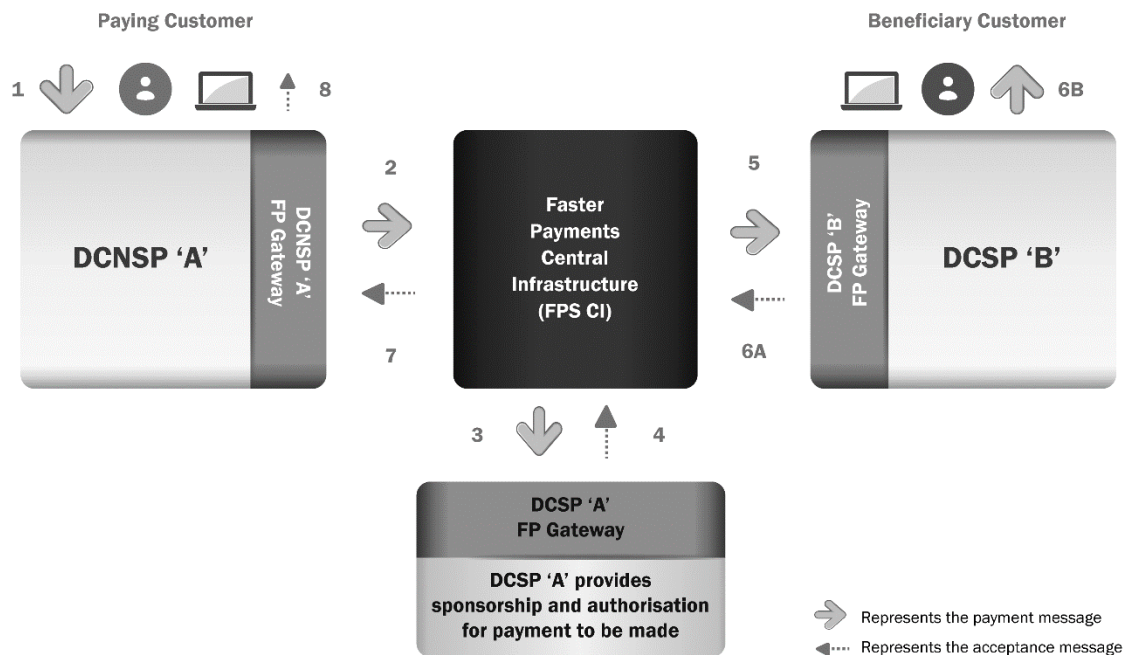 Paying Customer
Beneficiary Customer
1
8
6B
DCNSP ‘A’
DCNSP ‘A’
FP Gateway
2
7
Faster
Payments
Central
Infrastructure
(FPS CI)
5
6A
DCSP ‘B’
FP Gateway
DCSP ‘B’
3
4
DCSP ‘A’
FP Gateway
DCSP ‘A’ provides
sponsorship and authorisation
for payment to be made
Represents the payment message
Represents the acceptance message